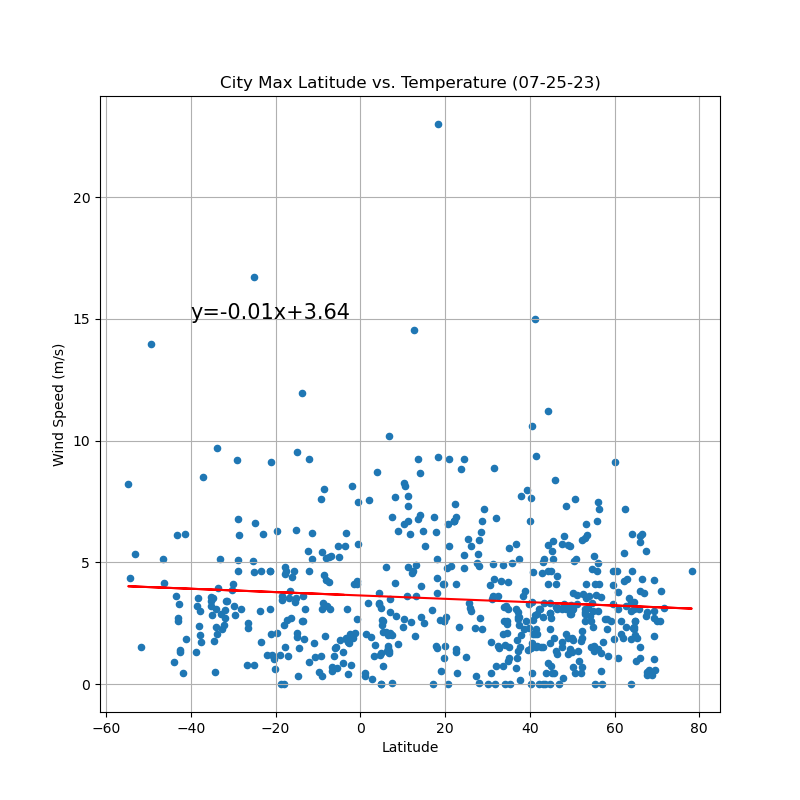 City Max Latitude vs. Temperature (07-25-23)
20
y=-0.01x+3.64
15
10
5
0
Wind Speed (m/s)
−60 −40 −20 0 20 40 60 80
Latitude